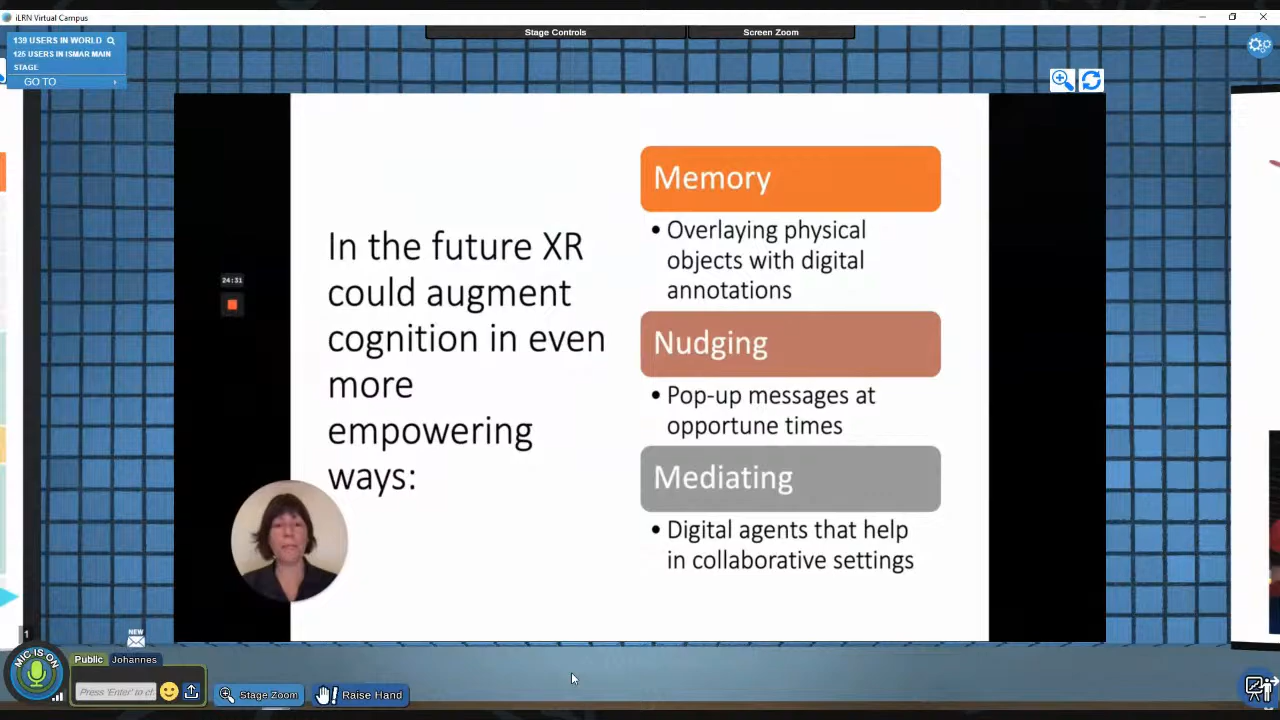 iLRN Virtual Campus
Stage Controls
Screen Zoom
139 USERS IN WORLD
125 USERS IN ISMAR MAIN
STAGE
GO TO
24:31
In the future XR
could augment
cognition in even
more
empowering
ways:
Memory
• Overlaying physical
objects with digital
annotations
Nudging
• Pop-up messages at
opportune times
Mediating
• Digital agents that help
in collaborative settings
1
NEW
MIC IS ON
Public
Johannes
Press 'Enter' to
Stage Zoom
Raise Hand